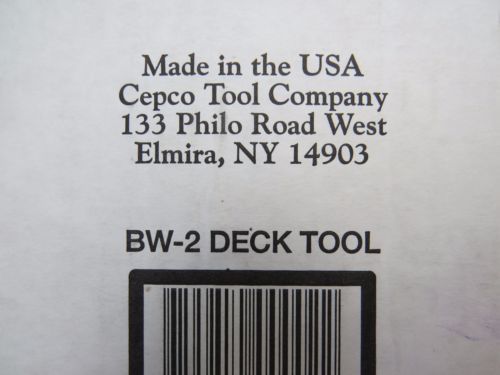 Made in the USA
Cepco Tool Company
133 Philo Road West
Elmira, NY 14903
BW-2 DECK TOOL